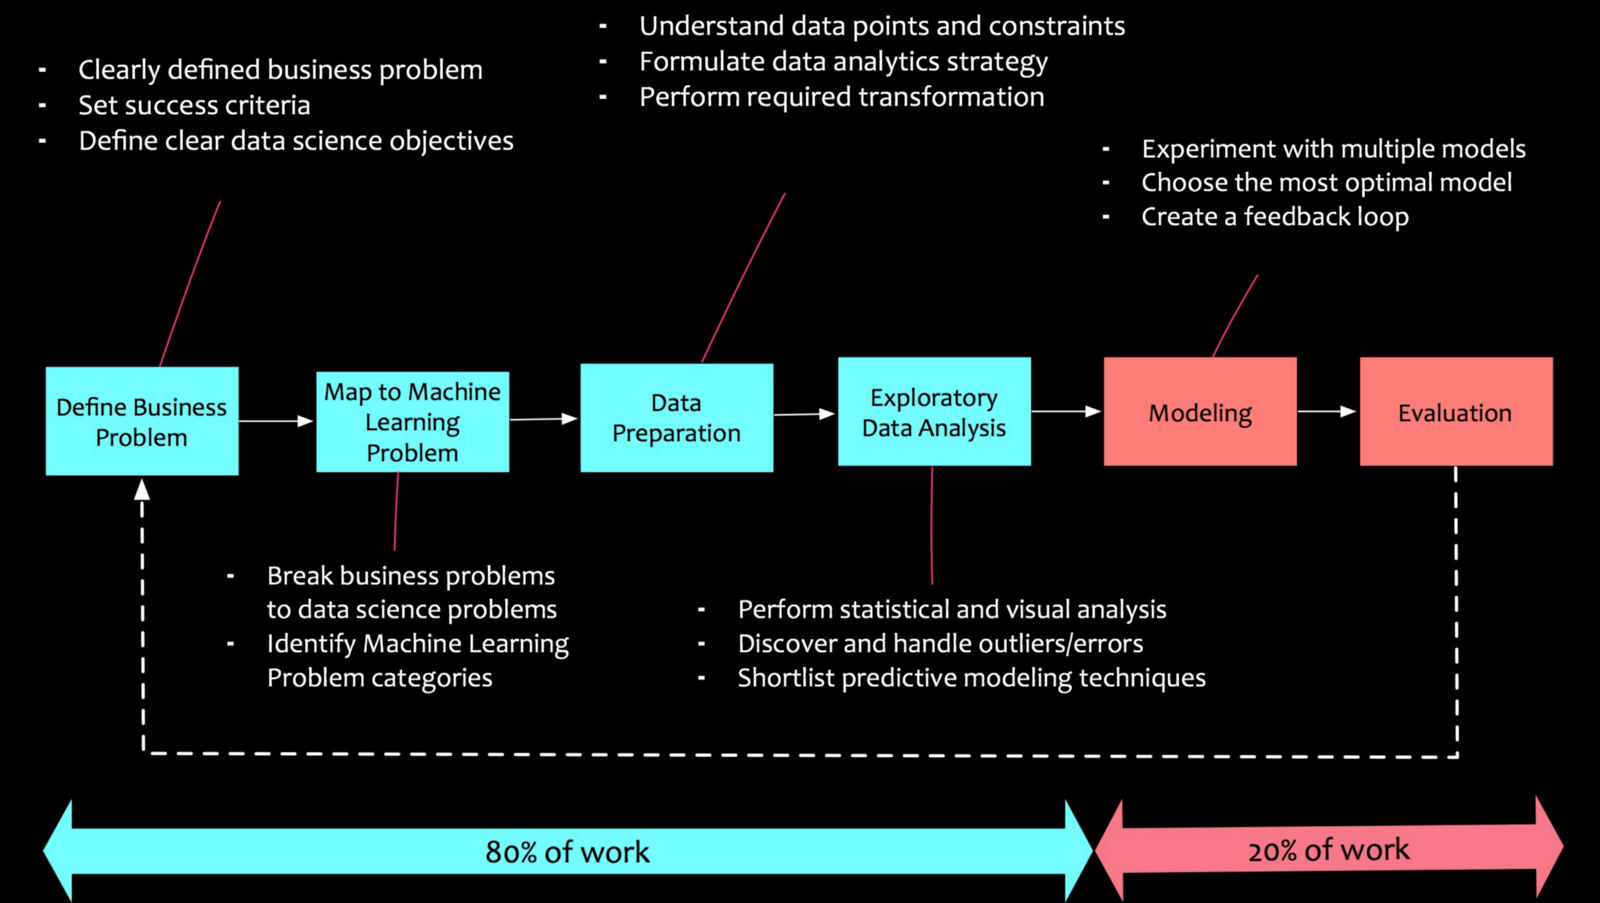 - Understand data points and constraints
- Formulate data analytics strategy
- Perform required transformation
- Clearly defined business problem
- Set success criteria
- Define clear data science objectives
- Experiment with multiple models
- Choose the most optimal model
- Create a feedback loop
Define Business
Problem
Map to Machine
Learning
Problem
Data
Preparation
Exploratory
Data Analysis
Modeling
Evaluation
- Break business problems
to data science problems
- Identify Machine Learning
Problem categories
- Perform statistical and visual analysis
- Discover and handle outliers/errors
- Shortlist predictive modeling techniques
80% of work
20% of work